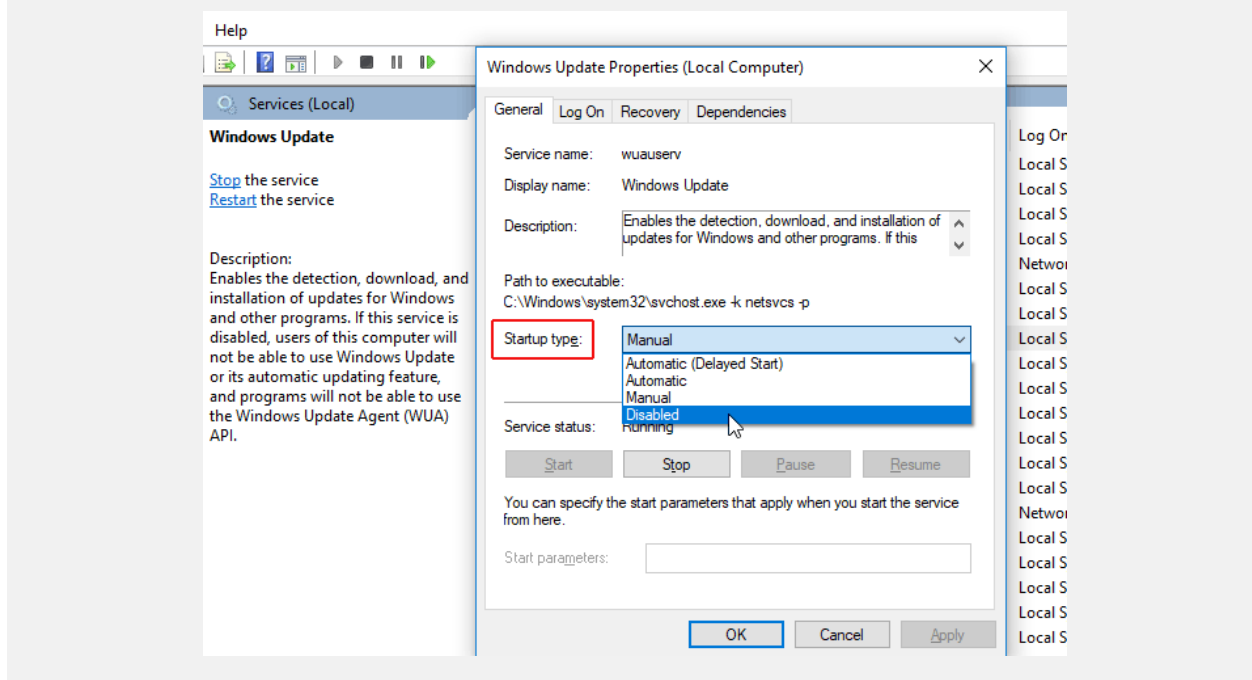 Help
Services (Local)
Windows Update
Stop the service
Restart the service
Description:
Enables the detection, download, and
installation of updates for Windows
and other programs. If this service is
disabled, users of this computer will
not be able to use Windows Update
or its automatic updating feature,
and programs will not be able to use
the Windows Update Agent (WUA)
API.
Windows Update Properties (Local Computer)
General Log On Recovery Dependencies
Service name: wuauserv
Display name: Windows Update
Description: Enables the detection, download, and installation of
updates for Windows and other programs. If this
Path to executable:
C:\Windows\system32\svchost.exe -k netsvcs -p
Startup type: Manual
Automatic (Delayed Start)
Automatic
Manual
Disabled
Service status: Running
Start Stop Pause Resume
You can specify the start parameters that apply when you start the service
from here.
Start parameters:
OK Cancel Apply
Log On
Local S
Local S
Local S
Local S
Networ
Local S
Local S
Local S
Local S
Local S
Local S
Local S
Local S
Local S
Networ
Local S
Local S
Local S
Local S
Local S